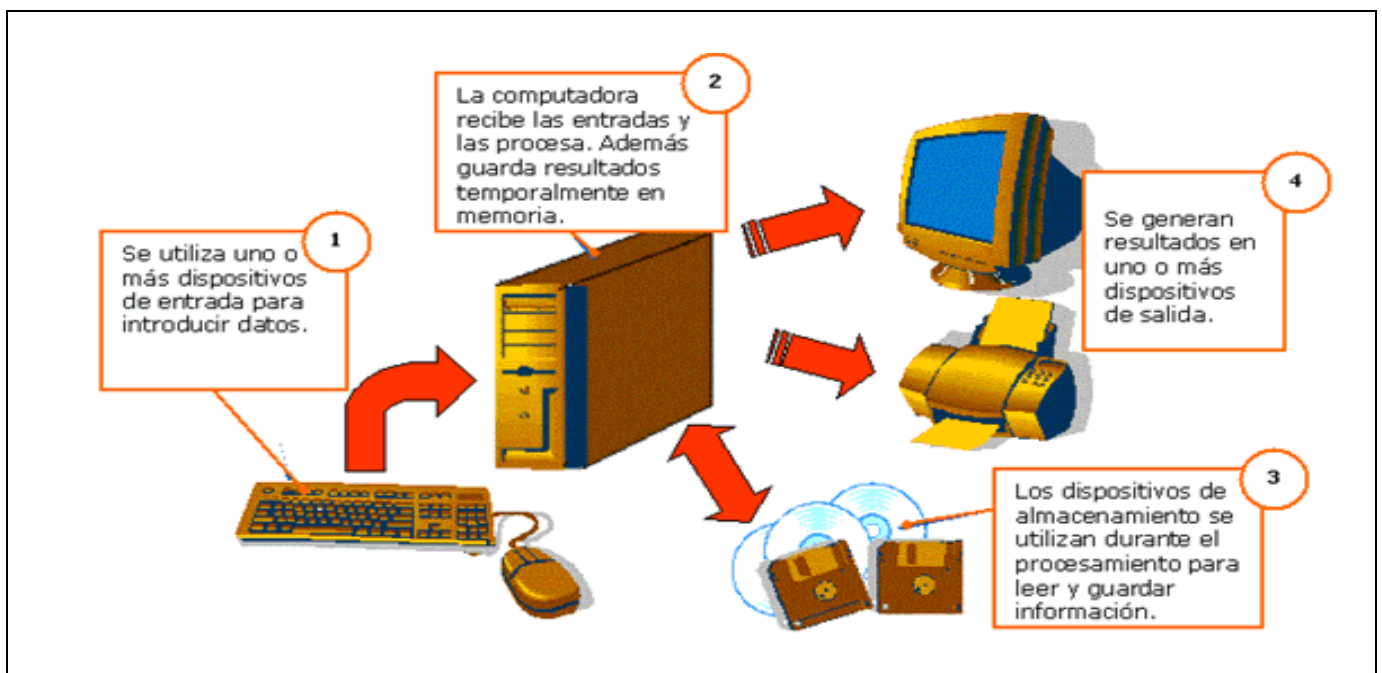 1
Se utiliza uno o
más dispositivos
de entrada para
introducir datos.
2
La computadora
recibe las entradas y
las procesa. Además
guarda resultados
temporalmente en
memoria.
3
Los dispositivos de
almacenamiento se
utilizan durante el
procesamiento para
leer y guardar
información.
4
Se generan
resultados en
uno o más
dispositivos
de salida.